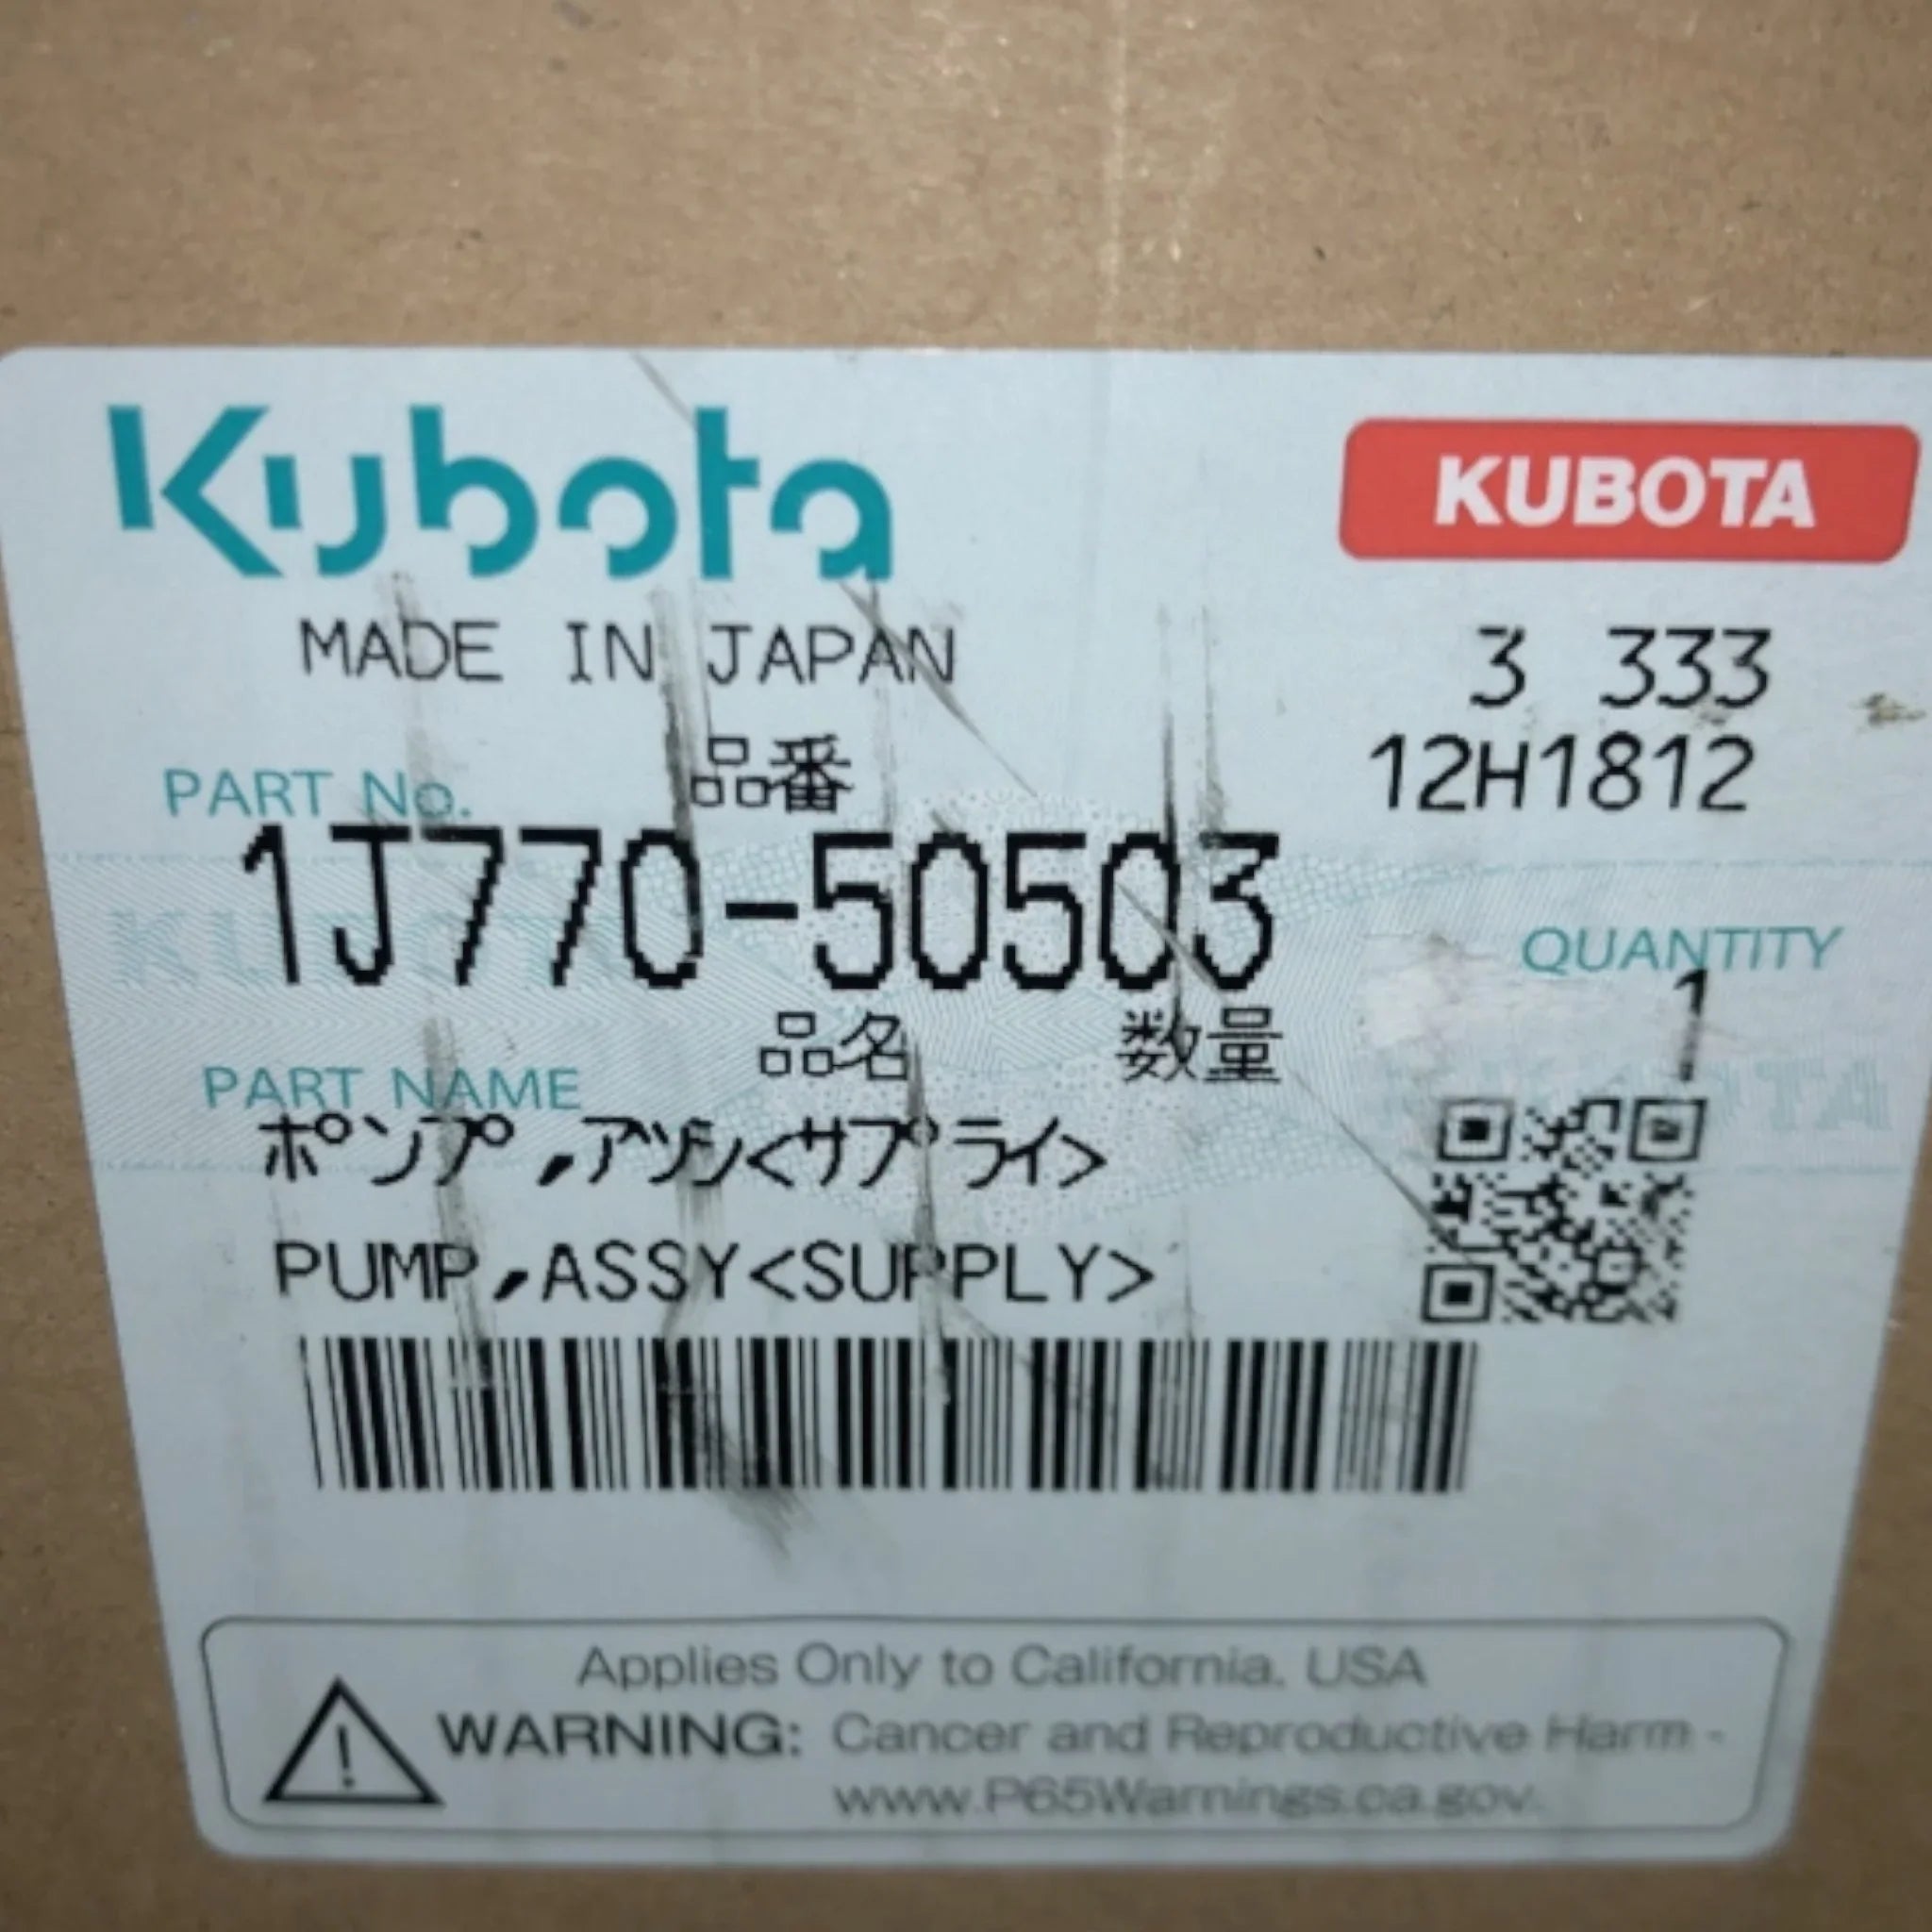 Kubota
KUBOTA
MADE IN JAPAN
3 333
品番
12H1812
PART No.
1J770-50503
QUANTITY
1
品名 数量
PART NAME
ポンプ,アツシ<サプライ>
PUMP,ASSY<SUPPLY>
Applies Only to California, USA
WARNING: Cancer and Reproductive Harm -
www.P65Warnings.ca.gov.